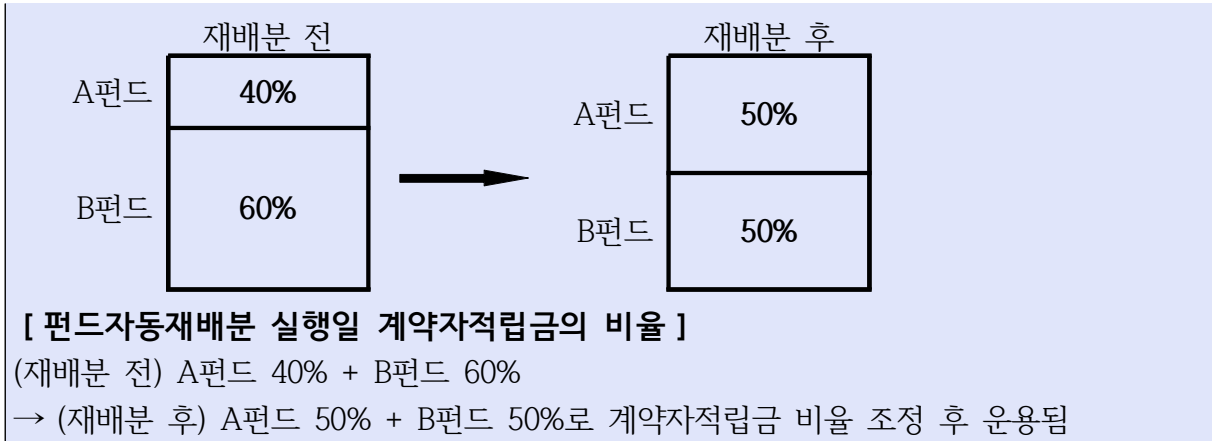 재배분 전
재배분 후
A펀드
40%
A펀드
50%
B펀드
60%
B펀드
50%
[ 펀드자동재배분 실행일 계약자적립금의 비율 ]
(재배분 전) A펀드 40% + B펀드 60%
→ (재배분 후) A펀드 50% + B펀드 50%로 계약자적립금 비율 조정 후 운용됨